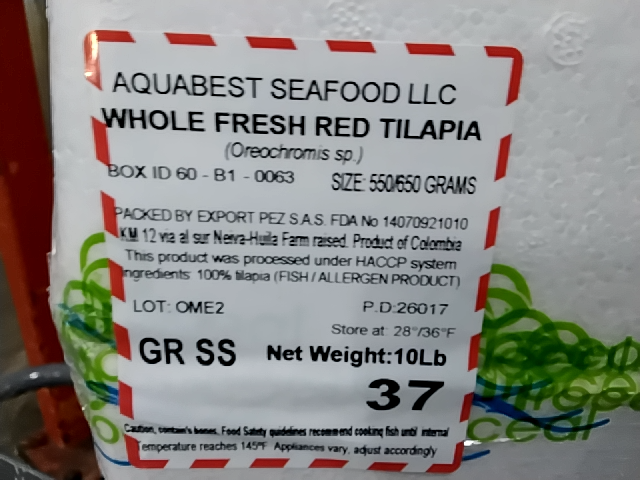 AQUABEST SEAFOOD LLC
WHOLE FRESH RED TILAPIA
(Oreochromis sp.)
BOX ID 60 - B1 - 0063 SIZE: 550/650 GRAMS
PACKED BY EXPORT PEZ S.A.S. FDA No 14070921010
KM 12 via al sur Neiva-Huila Farm raised. Product of Colombia
This product was processed under HACCP system
Ingredients: 100% tilapia (FISH / ALLERGEN PRODUCT)
LOT: OME2 P.D:26017
Store at: 28°/36°F
GR SS Net Weight:10Lb
37
Caution, contain's bones. Food Safety guidelines recommend cooking fish until internal
Temperature reaches 145°F Appliances vary, adjust accordingly